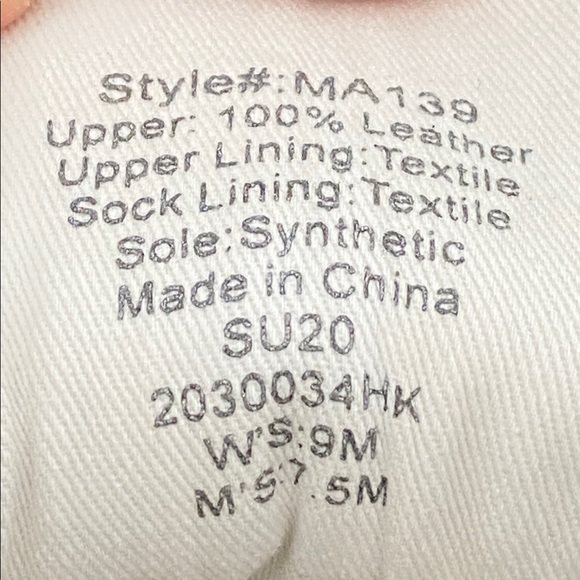 Style#:MA139
Upper: 100% Leather
Upper Lining:Textile
Sock Lining:Textile
Sole:Synthetic
Made in China
SU20
2030034HK
W'S:9M
M'S:7.5M